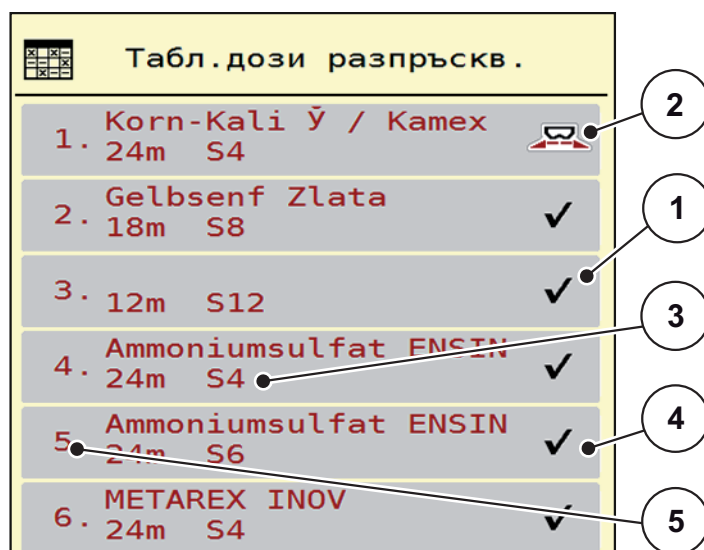 Табл.дози разпръскв.
1. Korn-Kali Ў / Kamex
24m S4
2
2. Gelbsenf Zlata
18m S8
1
3.
12m S12
3
4. Ammoniumsulfat ENSIN
24m S4
5. Ammoniumsulfat ENSIN
24m S6
4
6. METAREX INOV
24m S4
5